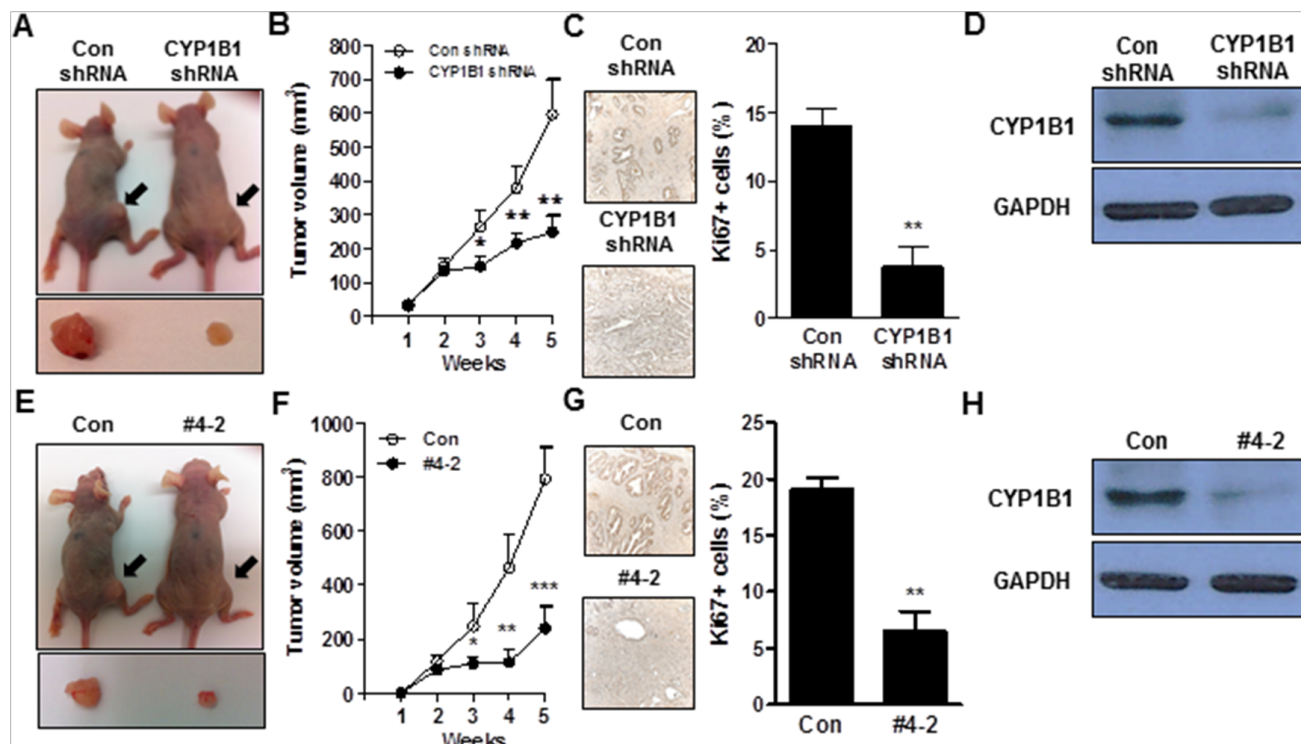 A
Con
shRNA
CYP1B1
shRNA
B
Tumor volume (mm³)
800
700
600
500
400
300
200
100
0
Con shRNA
CYP1B1 shRNA
*
**
**
1 2 3 4 5
Weeks
C
Con
shRNA
CYP1B1
shRNA
Ki67+ cells (%)
20
15
10
5
0
**
Con
shRNA
CYP1B1
shRNA
D
Con
shRNA
CYP1B1
shRNA
CYP1B1
GAPDH
E
Con
#4-2
F
Tumor volume (mm³)
1000
800
600
400
200
0
Con
#4-2
*
**
***
1 2 3 4 5
Weeks
G
Con
#4-2
Ki67+ cells (%)
25
20
15
10
5
0
**
Con
#4-2
H
Con
#4-2
CYP1B1
GAPDH